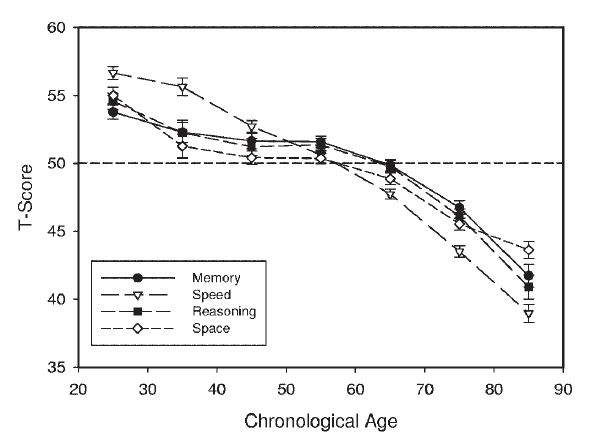 60
55
50
45
40
35
T-Score
Memory
Speed
Reasoning
Space
20 30 40 50 60 70 80 90
Chronological Age